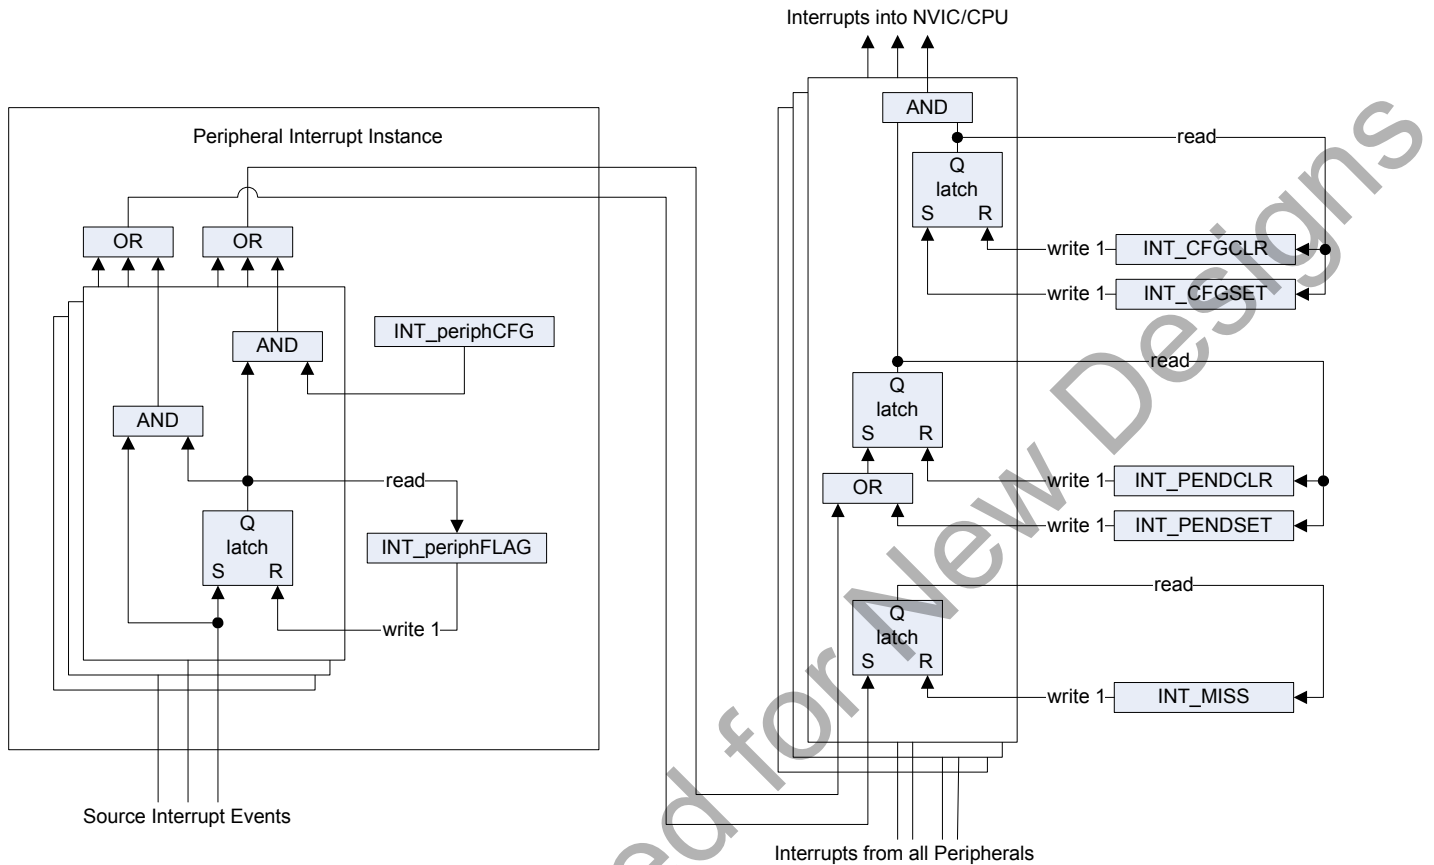 Interrupts into NVIC/CPU
AND
Peripheral Interrupt Instance
read
Q
latch
S R
OR
OR
write 1
INT_CFGCLR
write 1
INT_CFGSET
INT_periphCFG
AND
read
Q
latch
S R
AND
read
write 1
INT_PENDCLR
OR
Q
latch
S R
write 1
INT_PENDSET
INT_periphFLAG
read
Q
latch
S R
write 1
write 1
INT_MISS
Source Interrupt Events
Interrupts from all Peripherals
ed for New Designs